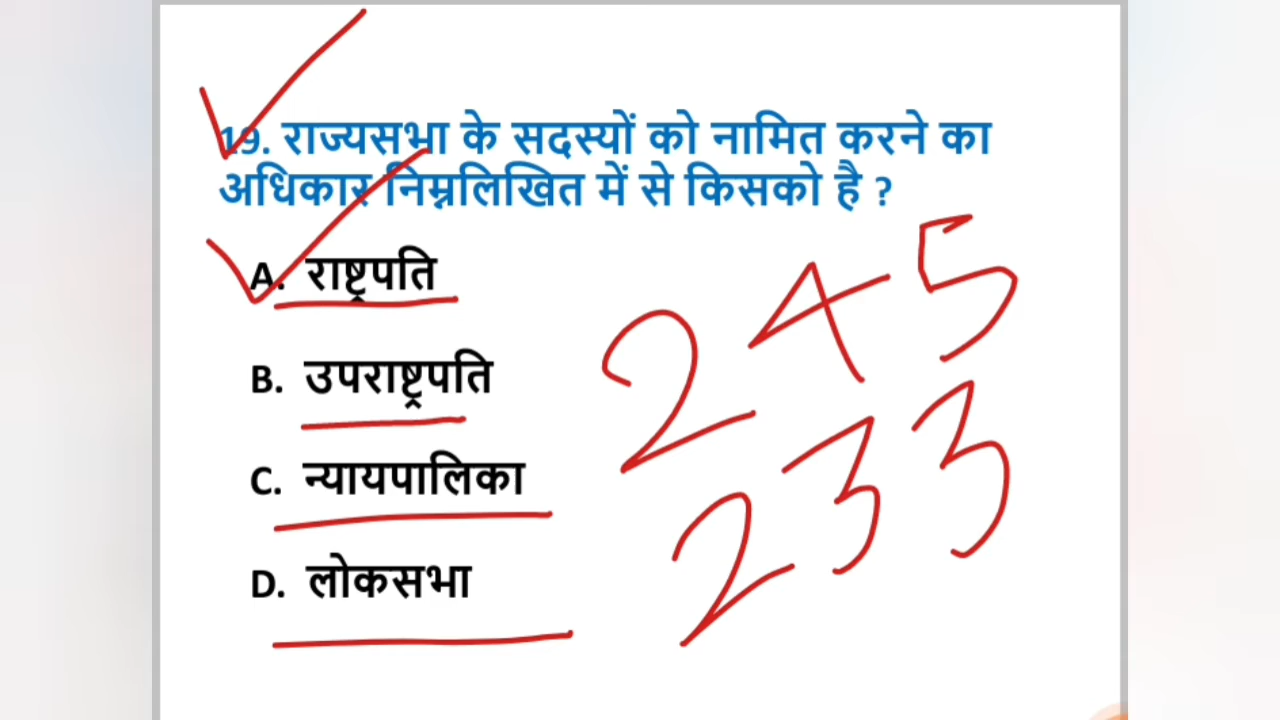 19. राज्यसभा के सदस्यों को नामित करने का
अधिकार निम्नलिखित में से किसको है ?
A. राष्ट्रपति
B. उपराष्ट्रपति
C. न्यायपालिका
D. लोकसभा
245
233